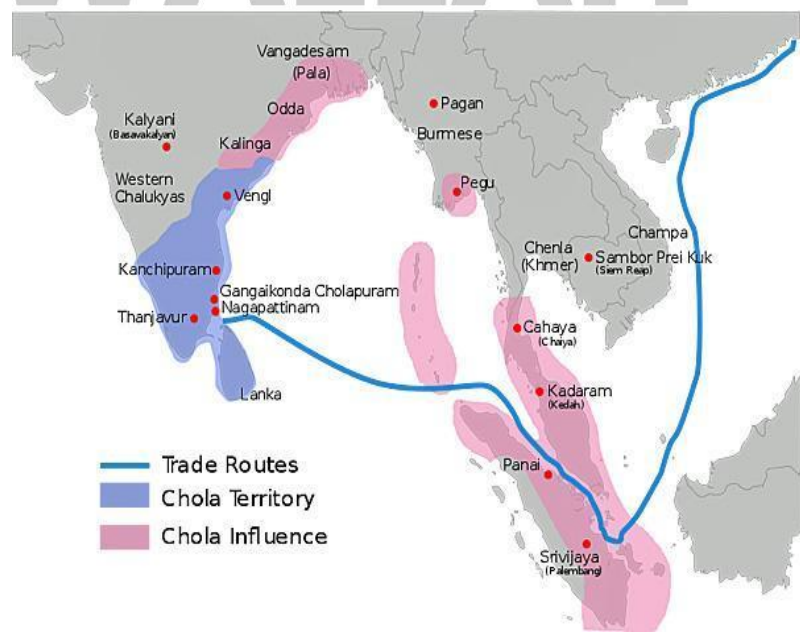 Vangadesam
(Pala)
Odda
Kalinga
Kalyani
(Basavakalyan)
Western
Chalukyas
Vengl
Pagan
Burmese
Pegu
Champa
Chenla
(Khmer)
Sambor Prei Kuk
(Siem Reap)
Kanchipuram
Gangaikonda Cholapuram
Nagapattinam
Thanjavur
Lanka
Cahaya
(Chaiya)
Kadaram
(Kedah)
Panai
Srivijaya
(Palembang)
Trade Routes
Chola Territory
Chola Influence